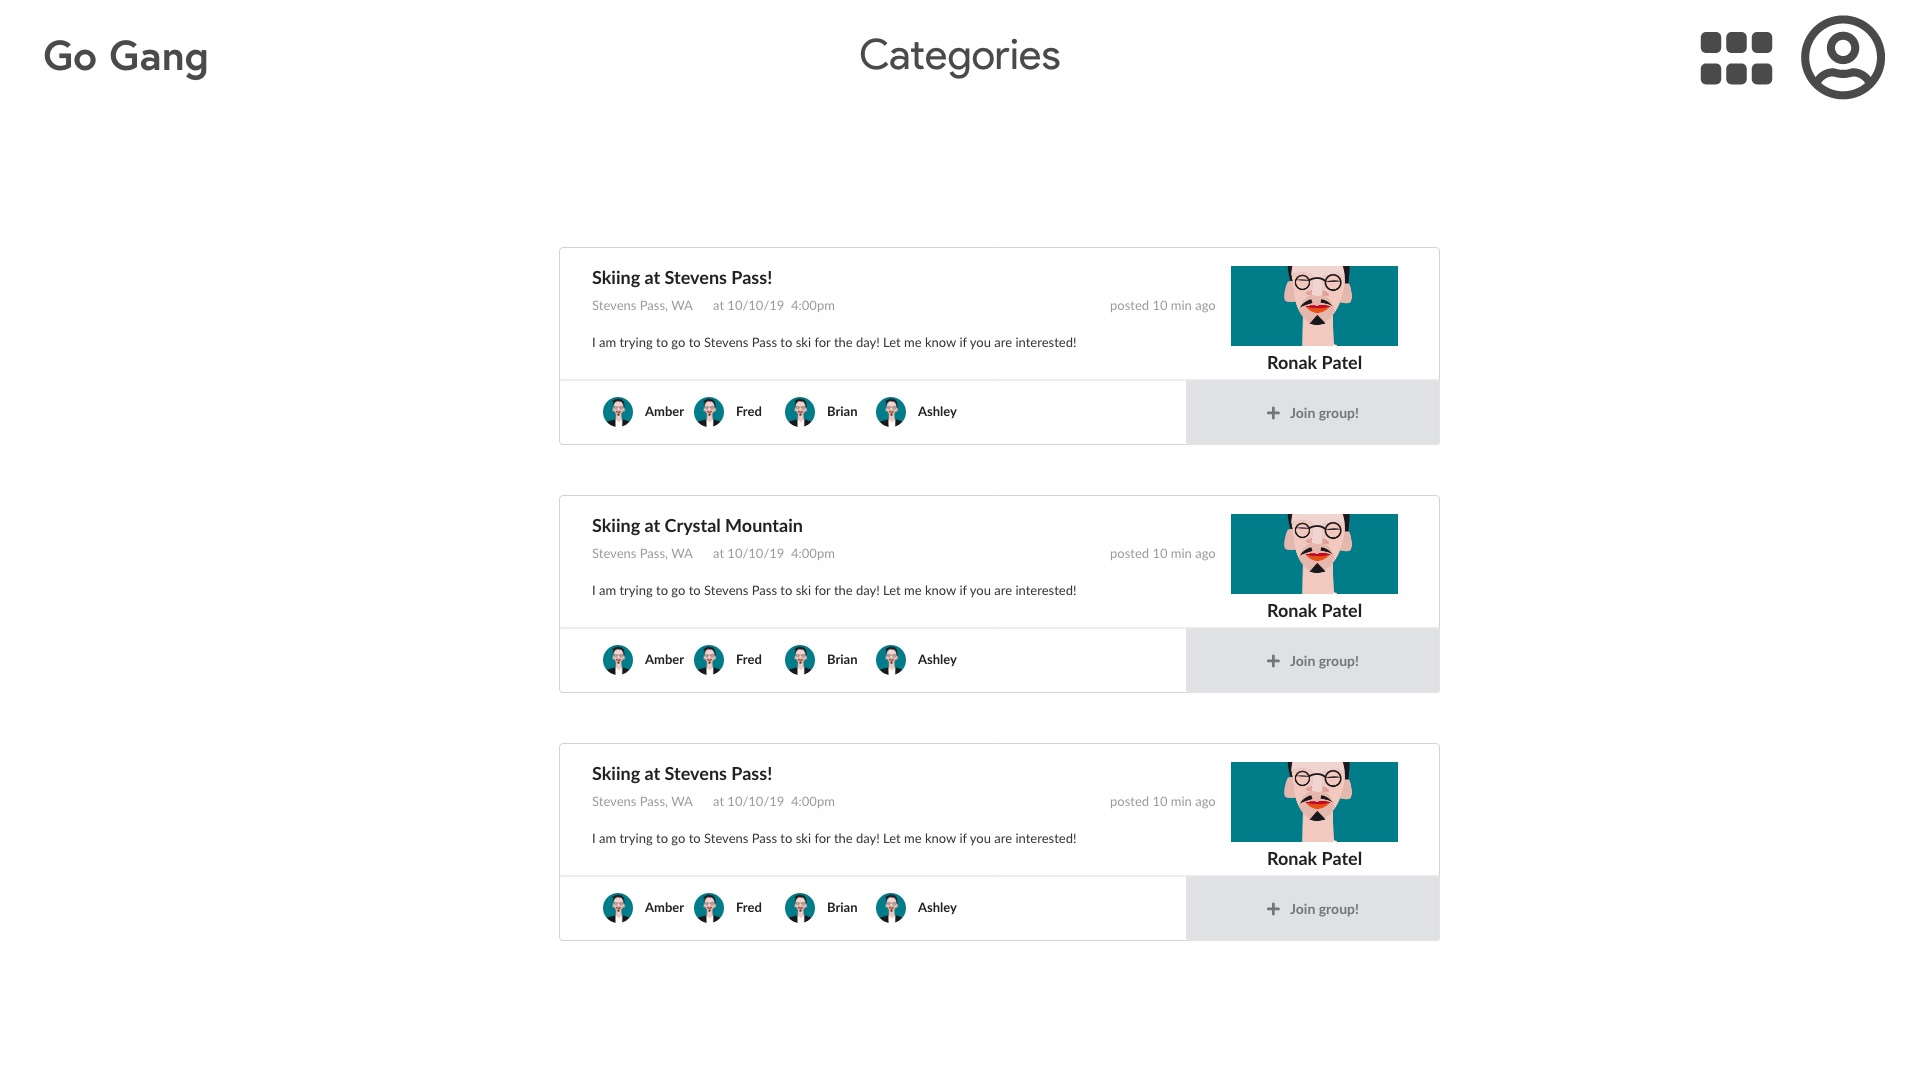 Go Gang
Categories
Skiing at Stevens Pass!
Stevens Pass, WA at 10/10/19 4:00pm posted 10 min ago
I am trying to go to Stevens Pass to ski for the day! Let me know if you are interested!
Ronak Patel
Amber Fred Brian Ashley
+ Join group!
Skiing at Crystal Mountain
Stevens Pass, WA at 10/10/19 4:00pm posted 10 min ago
I am trying to go to Stevens Pass to ski for the day! Let me know if you are interested!
Ronak Patel
Amber Fred Brian Ashley
+ Join group!
Skiing at Stevens Pass!
Stevens Pass, WA at 10/10/19 4:00pm posted 10 min ago
I am trying to go to Stevens Pass to ski for the day! Let me know if you are interested!
Ronak Patel
Amber Fred Brian Ashley
+ Join group!